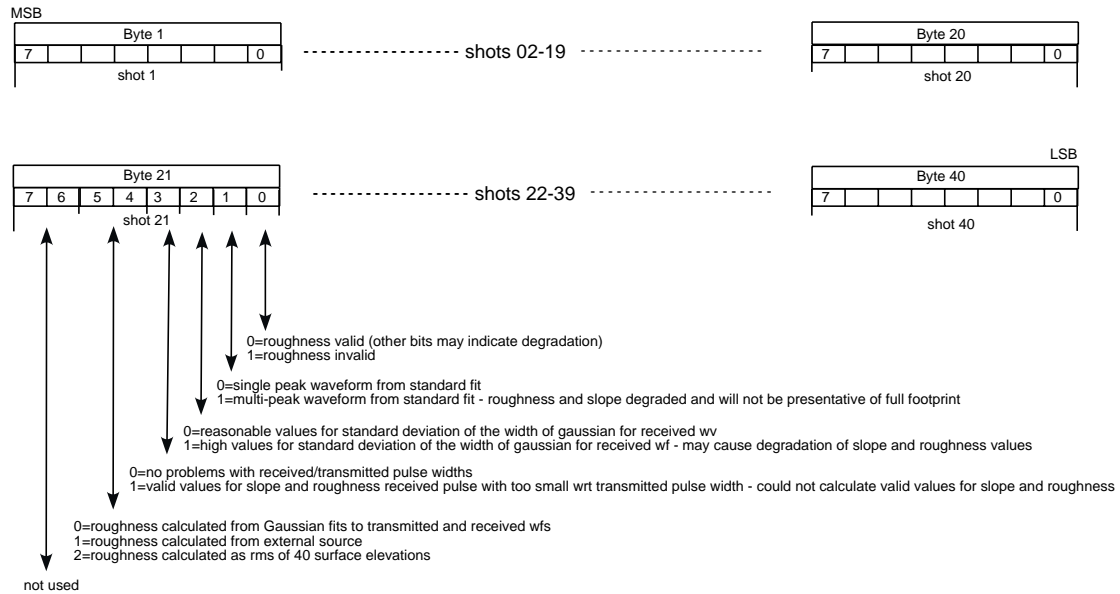 MSB
Byte 1
Byte 20
7 0
shots 02-19
7 0
shot 1
shot 20
LSB
Byte 21
Byte 40
7 6 5 4 3 2 1 0
shots 22-39
7 0
shot 21
shot 40
0=roughness valid (other bits may indicate degradation)
1=roughness invalid
0=single peak waveform from standard fit
1=multi-peak waveform from standard fit - roughness and slope degraded and will not be presentative of full footprint
0=reasonable values for standard deviation of the width of gaussian for received wv
1=high values for standard deviation of the width of gaussian for received wf - may cause degradation of slope and roughness values
0=no problems with received/transmitted pulse widths
1=valid values for slope and roughness received pulse with too small wrt transmitted pulse width - could not calculate valid values for slope and roughness
0=roughness calculated from Gaussian fits to transmitted and received wfs
1=roughness calculated from external source
2=roughness calculated as rms of 40 surface elevations
not used